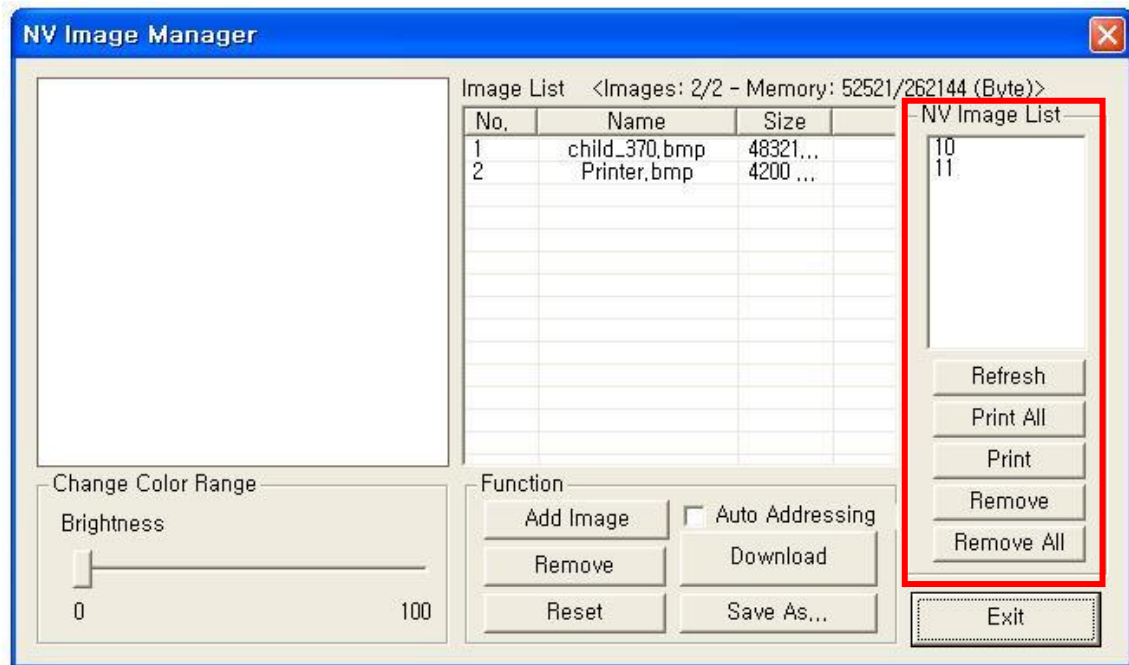 NV Image Manager
Image List <Images: 2/2 - Memory: 52521/262144 (Byte)>
No. Name Size
1 child_370.bmp 48321...
2 Printer.bmp 4200 ...
NV Image List
10
11
Refresh
Print All
Print
Remove
Remove All
Change Color Range
Brightness
0 100
Function
Add Image Auto Addressing
Remove Download
Reset Save As...
Exit